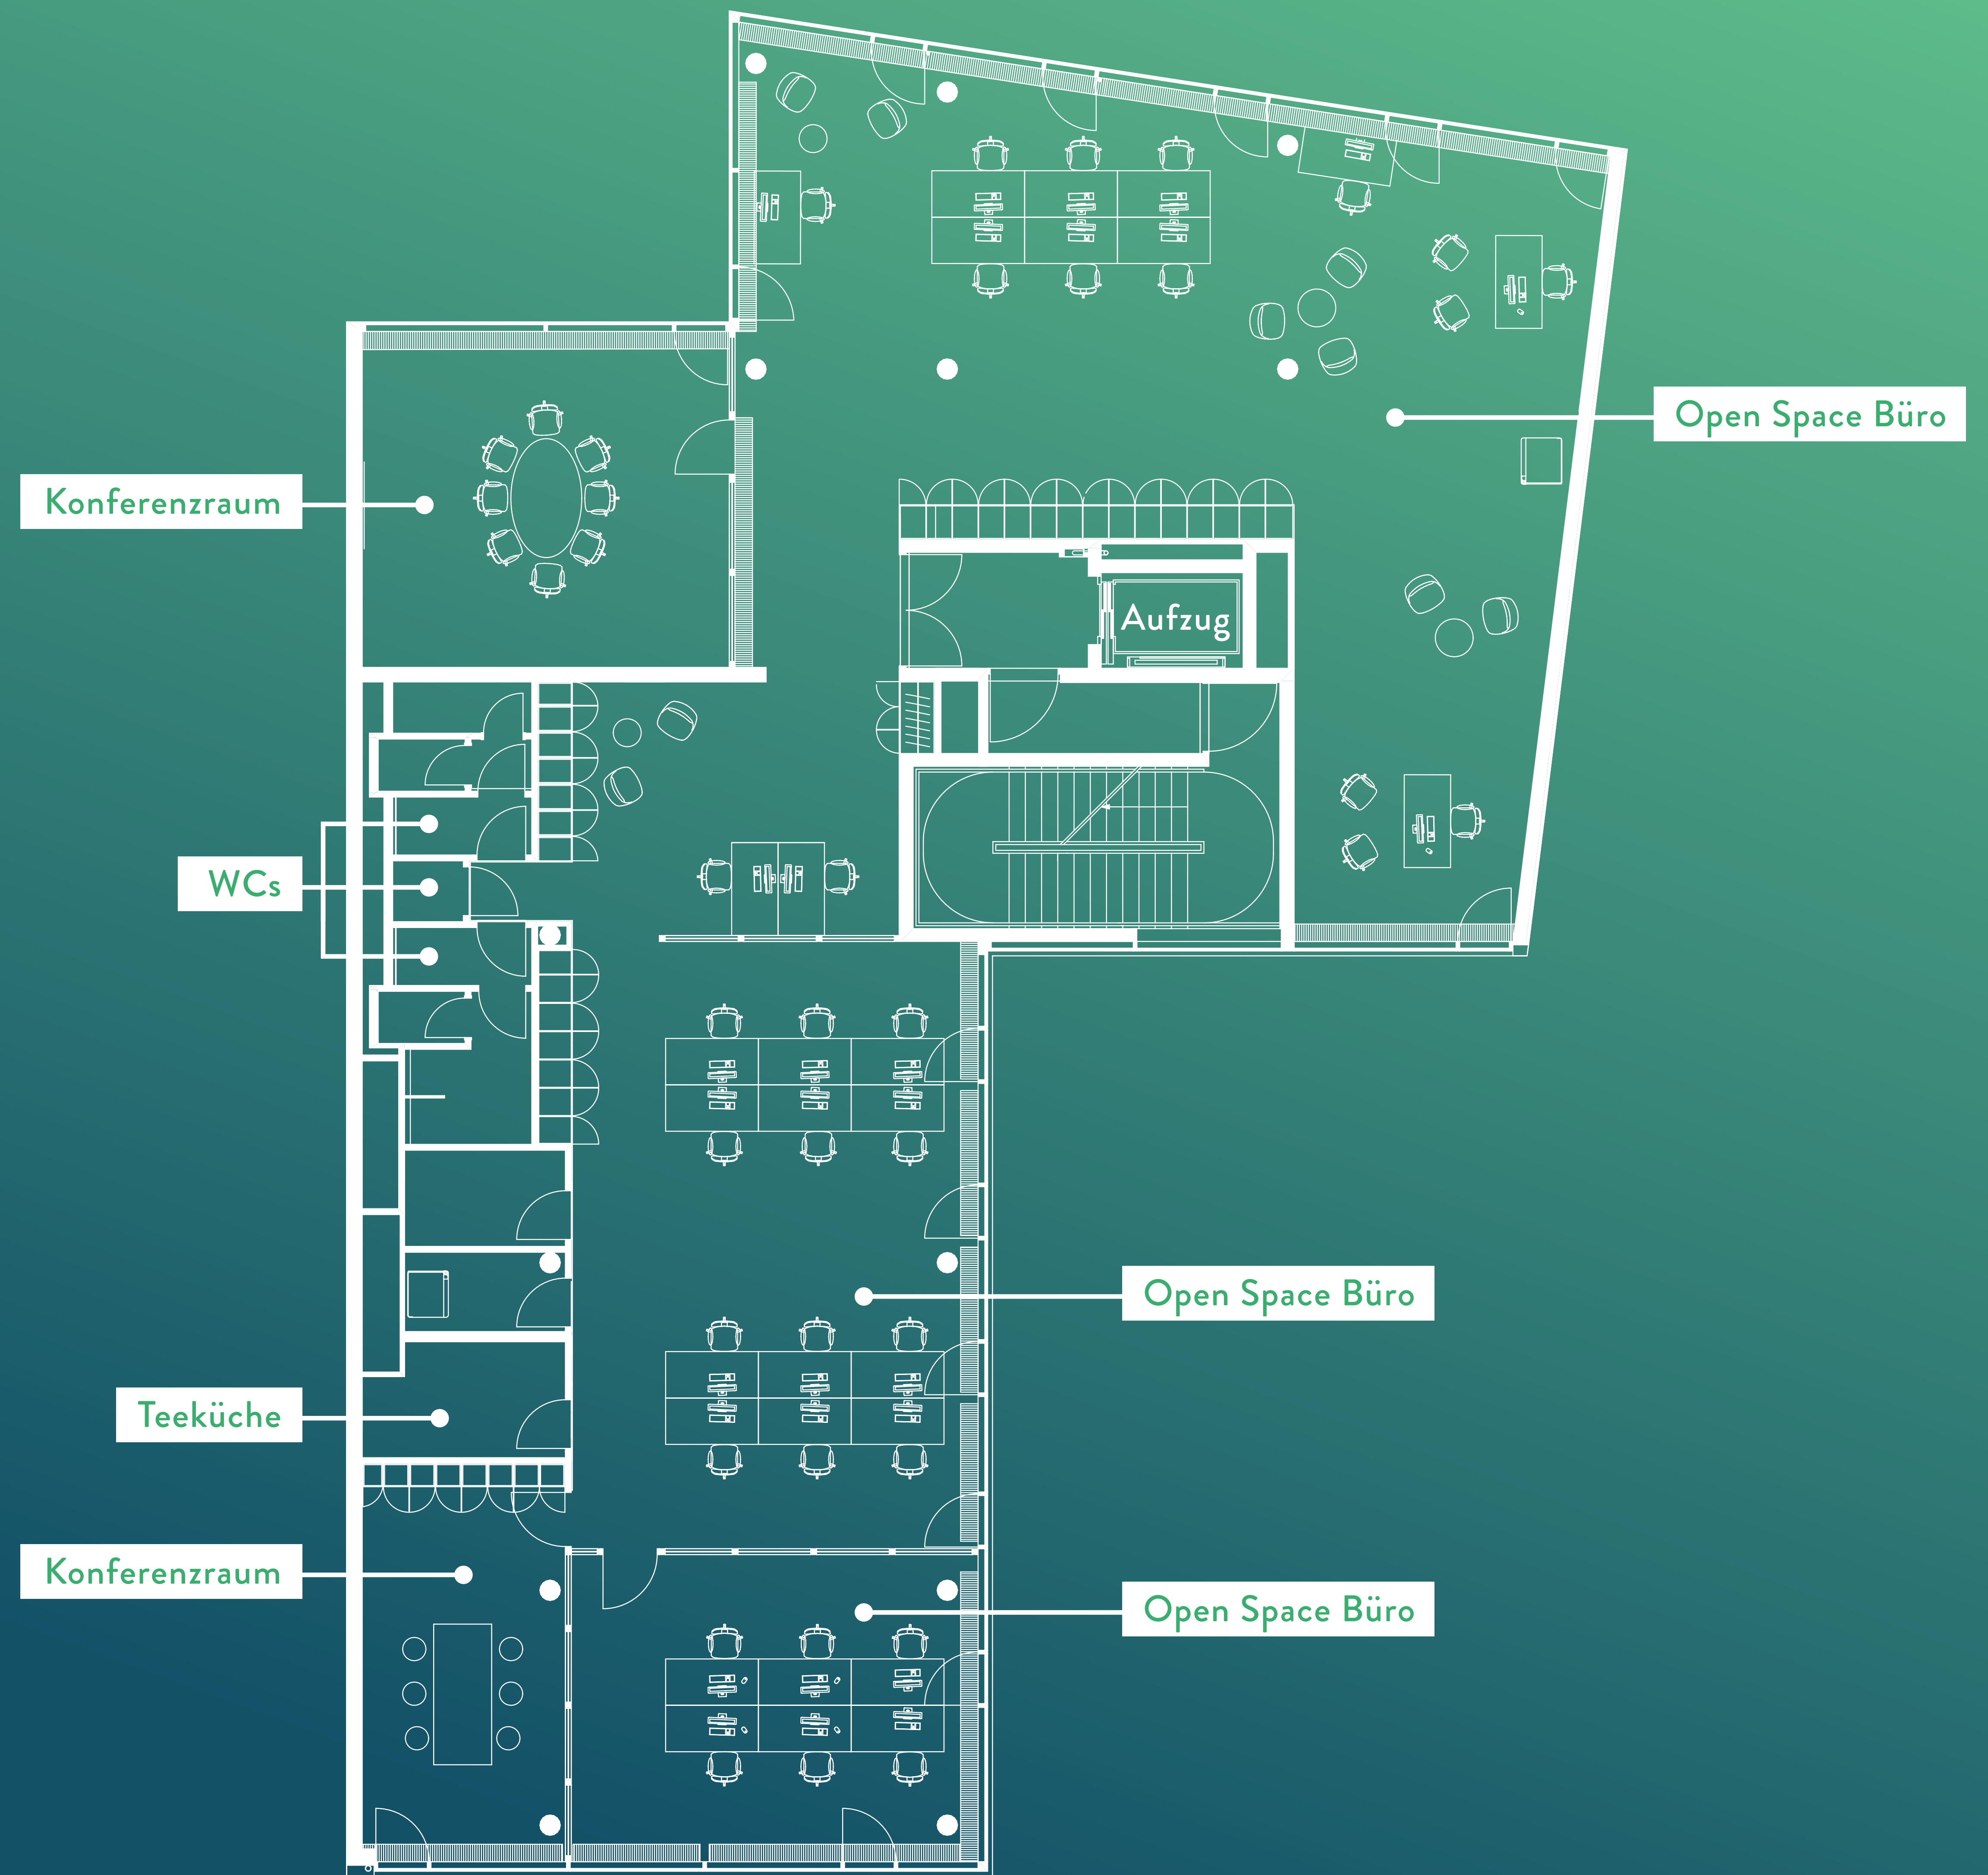 Open Space Büro
Konferenzraum
Aufzug
WCs
Open Space Büro
Teeküche
Konferenzraum
Open Space Büro